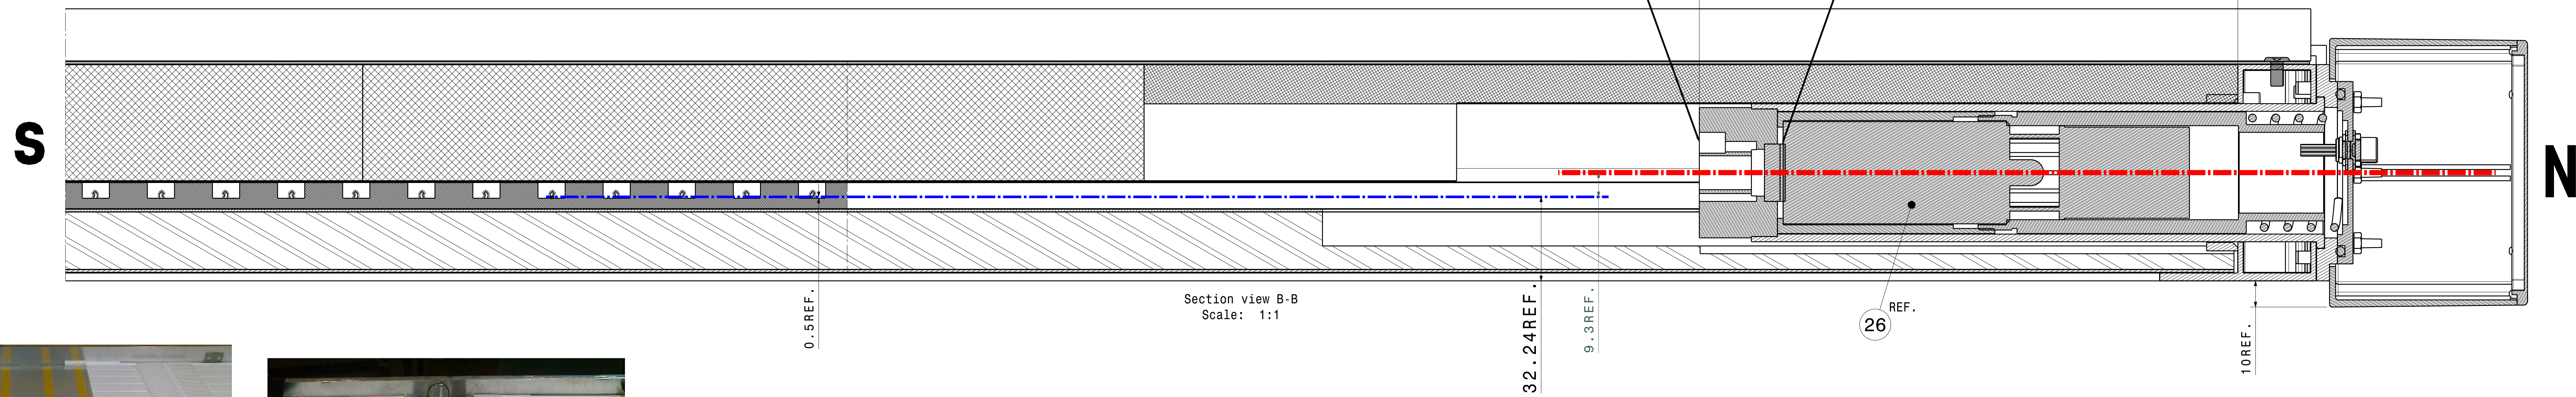 S
N
0.5REF.
Section view B-B
Scale: 1:1
32.24REF.
9.3REF.
26
REF.
10REF.